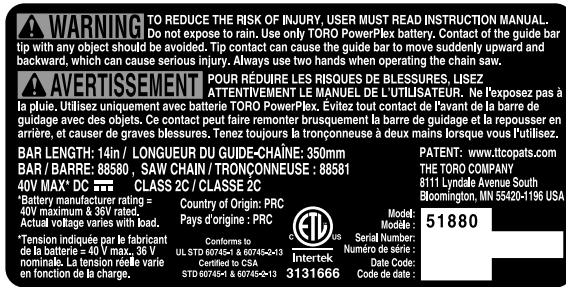 WARNING TO REDUCE THE RISK OF INJURY, USER MUST READ INSTRUCTION MANUAL.
Do not expose to rain. Use only TORO PowerPlex battery. Contact of the guide bar
tip with any object should be avoided. Tip contact can cause the guide bar to move suddenly upward and
backward, which can cause serious injury. Always use two hands when operating the chain saw.
AVERTISSEMENT POUR RÉDUIRE LES RISQUES DE BLESSURES, LISEZ
ATTENTIVEMENT LE MANUEL DE L'UTILISATEUR. Ne l'exposez pas à
la pluie. Utilisez uniquement avec batterie TORO PowerPlex. Évitez tout contact de l'avant de la barre de
guidage avec des objets. Ce contact peut faire remonter brusquement la barre de guidage et la repousser en
arrière, et causer de graves blessures. Tenez toujours la tronçonneuse à deux mains lorsque vous l'utilisez.
BAR LENGTH: 14in / LONGUEUR DU GUIDE-CHAÎNE: 350mm
BAR / BARRE: 88580 , SAW CHAIN / TRONÇONNEUSE : 88581
40V MAX* DC CLASS 2C / CLASSE 2C
*Battery manufacturer rating =
40V maximum & 36V rated.
Actual voltage varies with load.
*Tension indiquée par le fabricant
de la batterie = 40 V max., 36 V
nominale. La tension réelle varie
en fonction de la charge.
Country of Origin: PRC
Pays d'origine : PRC
Conforms to
UL STD 60745-1 & 60745-2-13
Certified to CSA
STD 60745-1 & 60745-2-13
C ETL US
Intertek
3131666
PATENT: www.ttcopats.com
THE TORO COMPANY
8111 Lyndale Avenue South
Bloomington, MN 55420-1196 USA
Model: 51880
Modèle :
Serial Number:
Numéro de série :
Date Code:
Code de date :